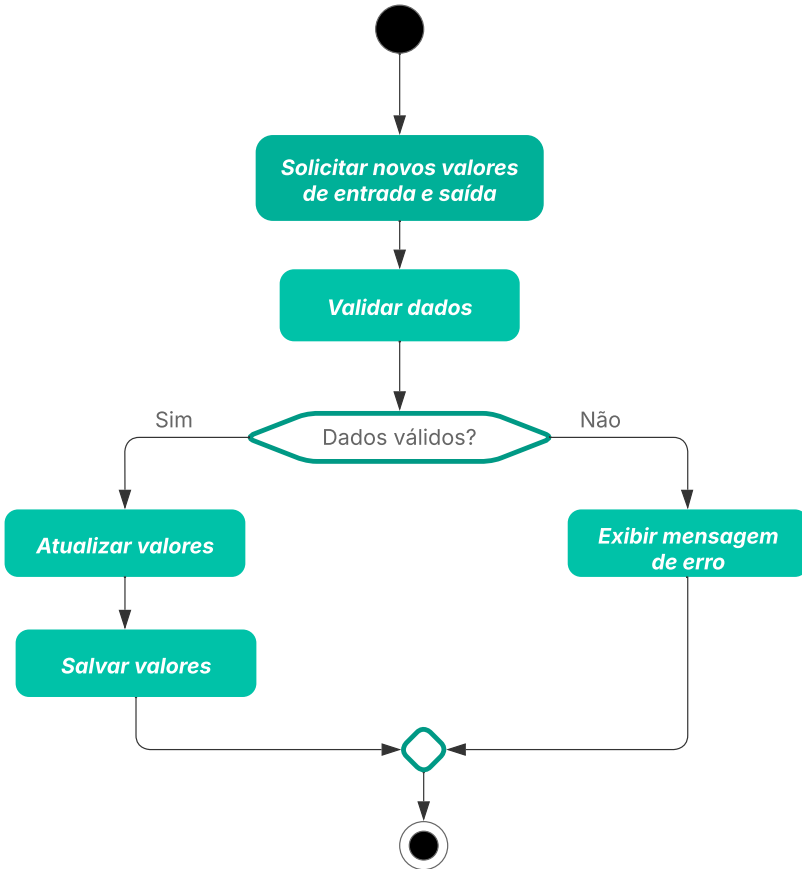 Solicitar novos valores
de entrada e saída
Validar dados
Sim
Dados válidos?
Não
Atualizar valores
Exibir mensagem
de erro
Salvar valores